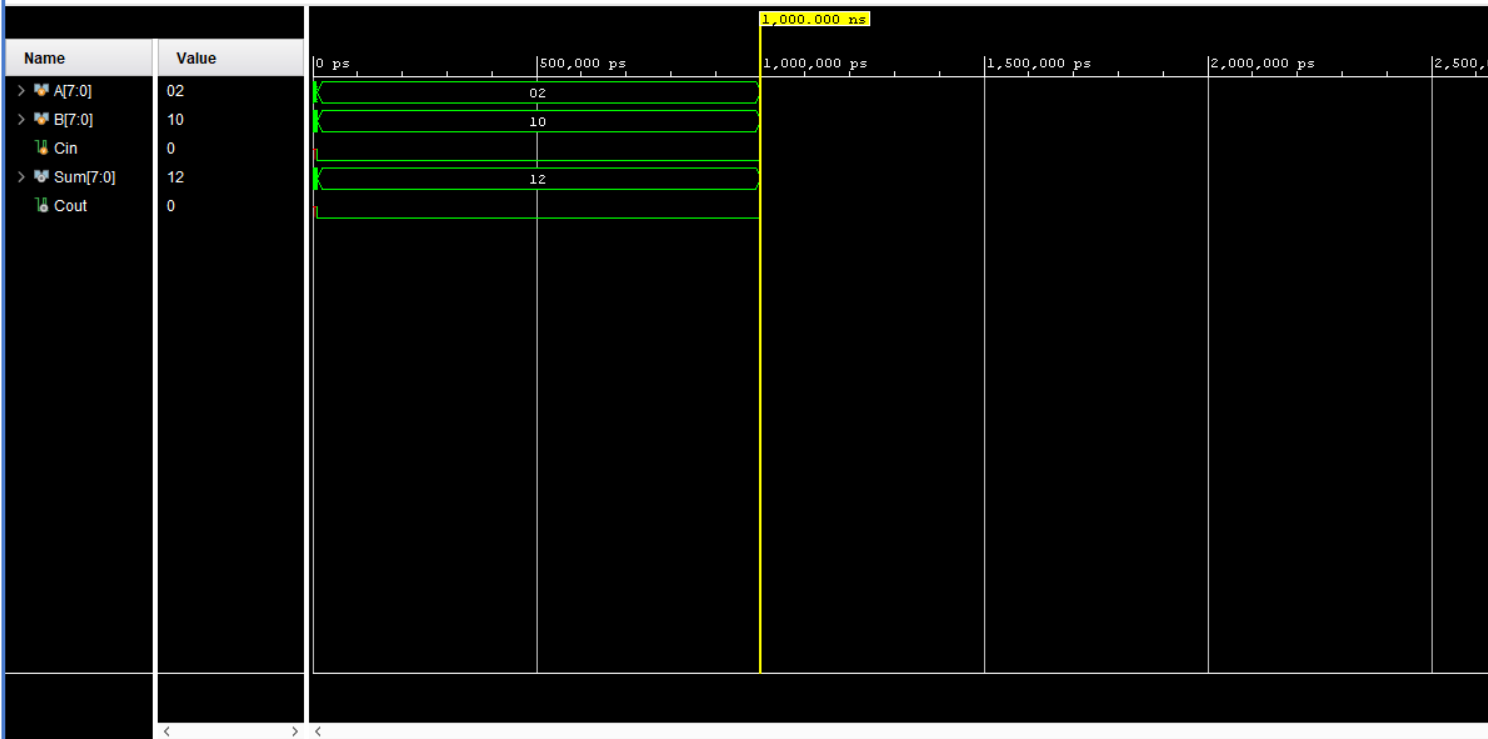 1,000.000 ns
Name Value
0 ps 500,000 ps 1,000,000 ps 1,500,000 ps 2,000,000 ps 2,500,
A[7:0] 02 02
B[7:0] 10 10
Cin 0
Sum[7:0] 12 12
Cout 0